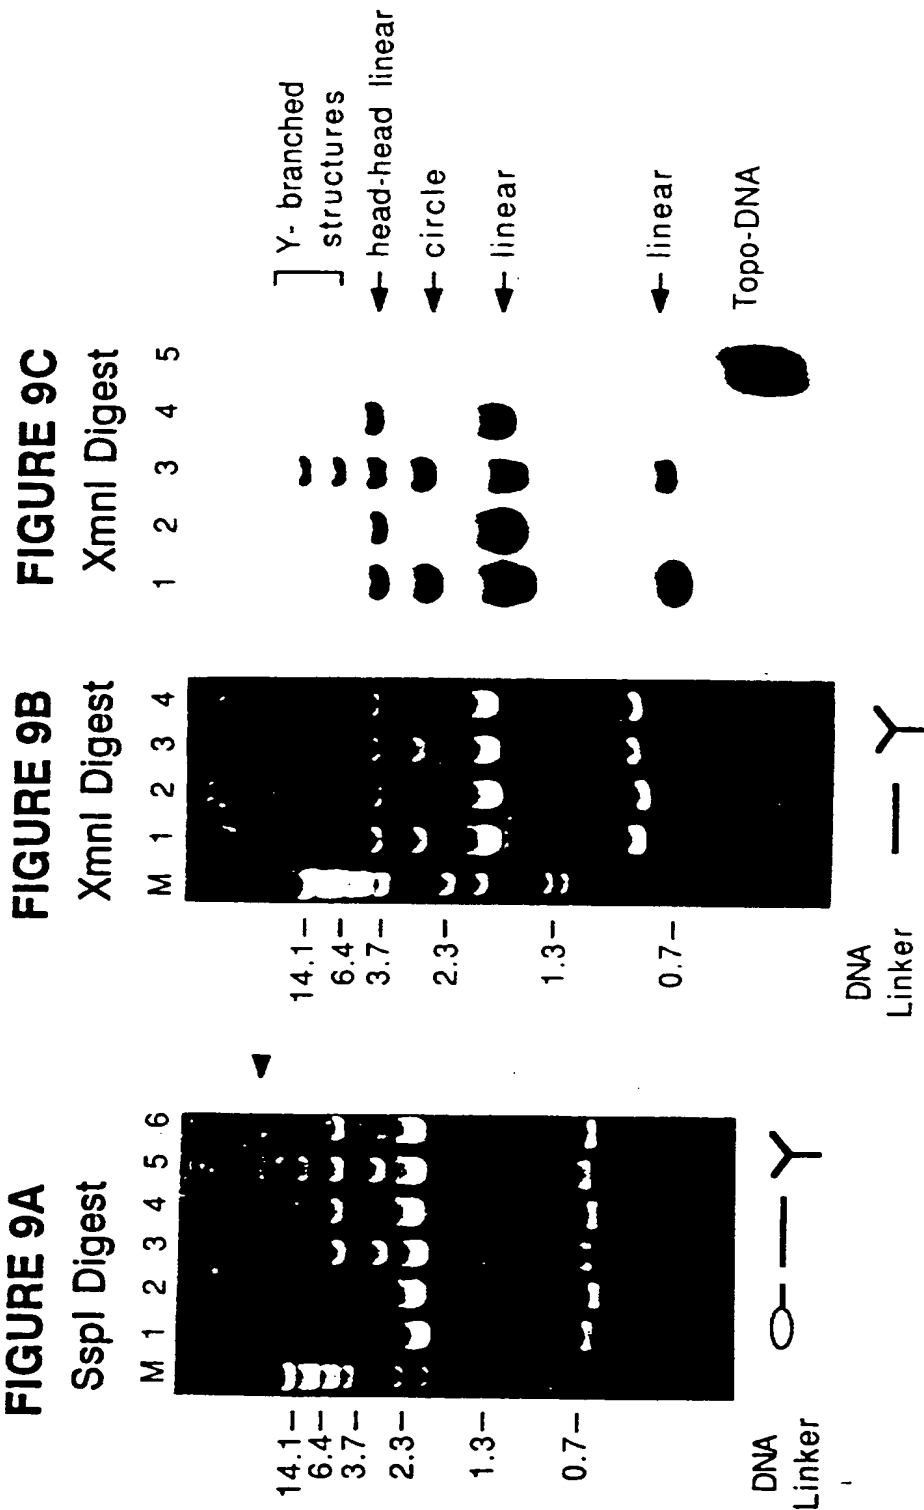 FIGURE 9A
SspI Digest
M 1 2 3 4 5 6
14.1
6.4
3.7
2.3
1.3
0.7
DNA
Linker
FIGURE 9B
XmnI Digest
M 1 2 3 4
14.1
6.4
3.7
2.3
1.3
0.7
DNA
Linker
FIGURE 9C
XmnI Digest
1 2 3 4 5
Y- branched
structures
head-head linear
circle
linear
linear
Topo-DNA